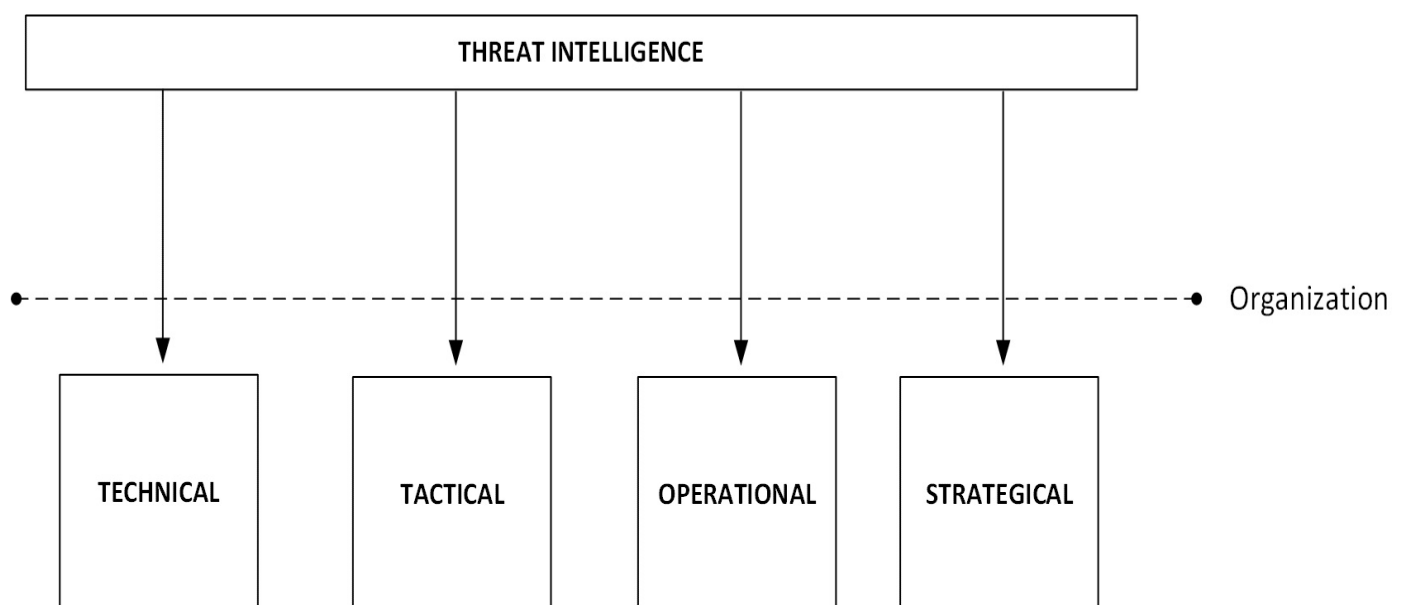 THREAT INTELLIGENCE
Organization
TECHNICAL
TACTICAL
OPERATIONAL
STRATEGICAL